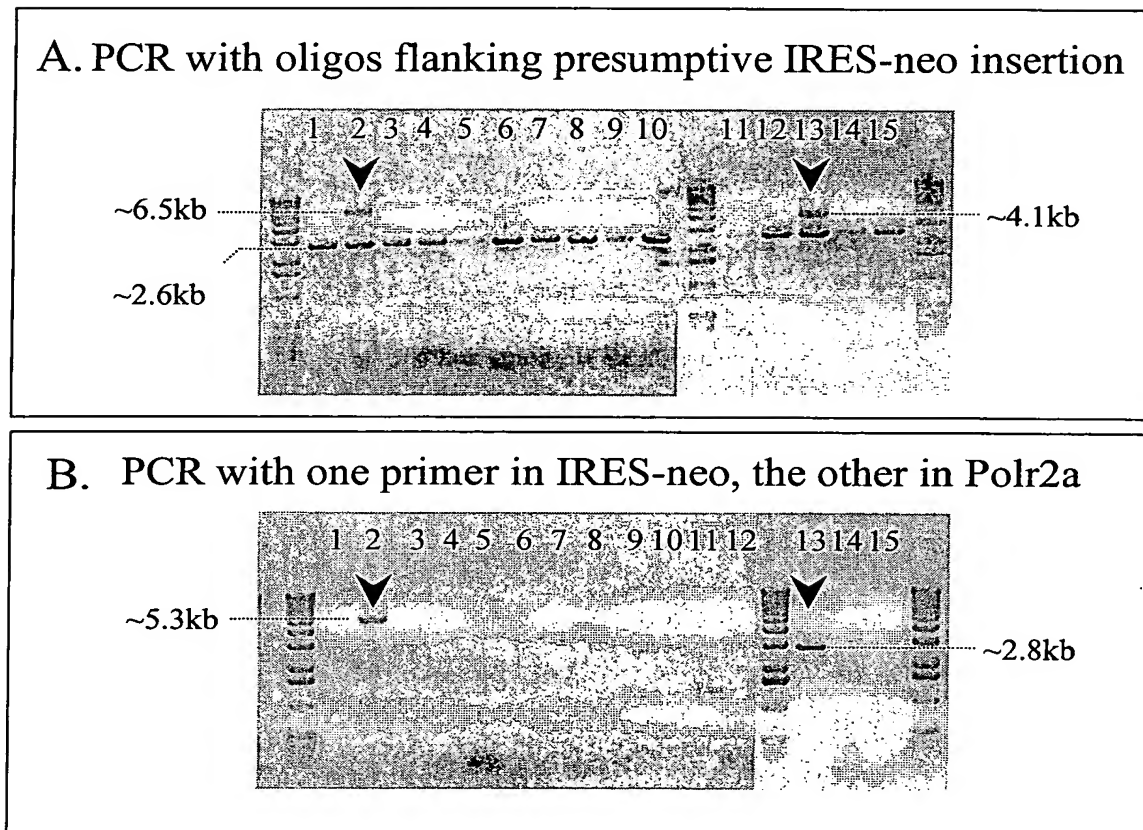 A. PCR with oligos flanking presumptive IRES-neo insertion
1 2 3 4 5 6 7 8 9 10 11 12 13 14 15
~6.5kb
~4.1kb
~2.6kb
B. PCR with one primer in IRES-neo, the other in Polr2a
1 2 3 4 5 6 7 8 9 10 11 12 13 14 15
~5.3kb
~2.8kb